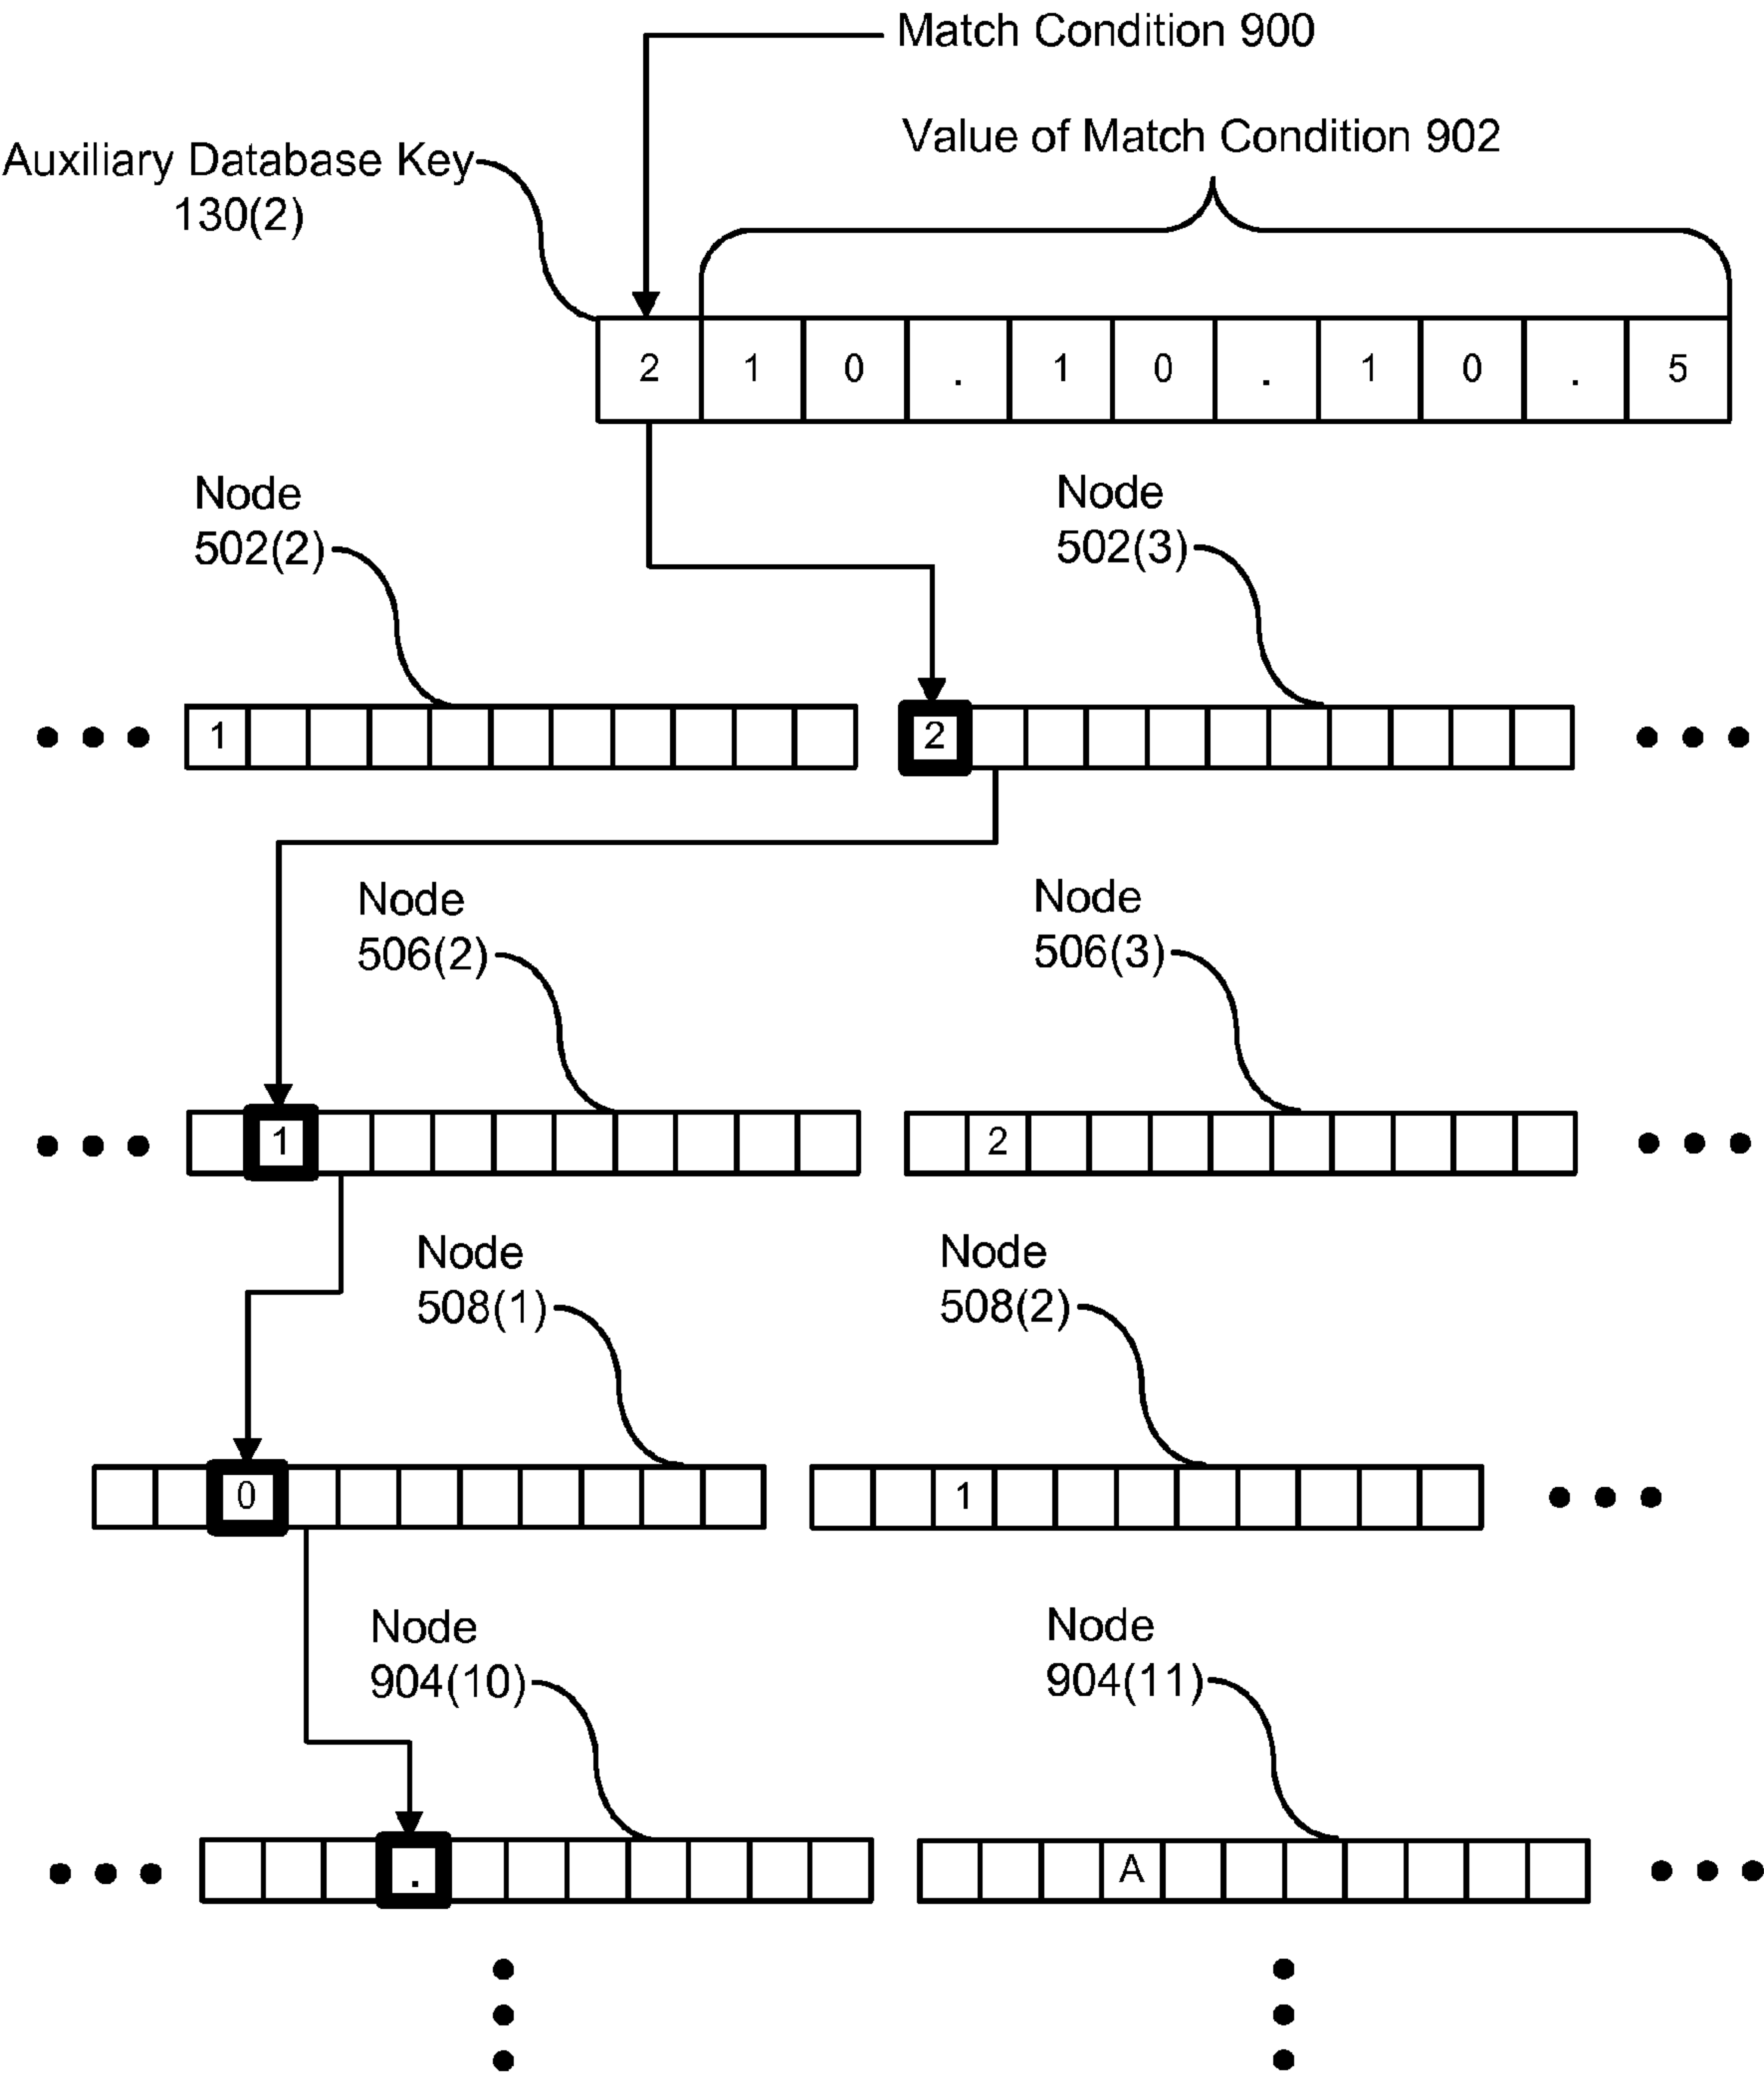 Match Condition 900
Value of Match Condition 902
Auxiliary Database Key
130(2)
2 1 0 . 1 0 . 1 0 . 5
Node
502(2)
Node
502(3)
1
2
Node
506(2)
Node
506(3)
1
2
Node
508(1)
Node
508(2)
0
1
Node
904(10)
Node
904(11)
.
A